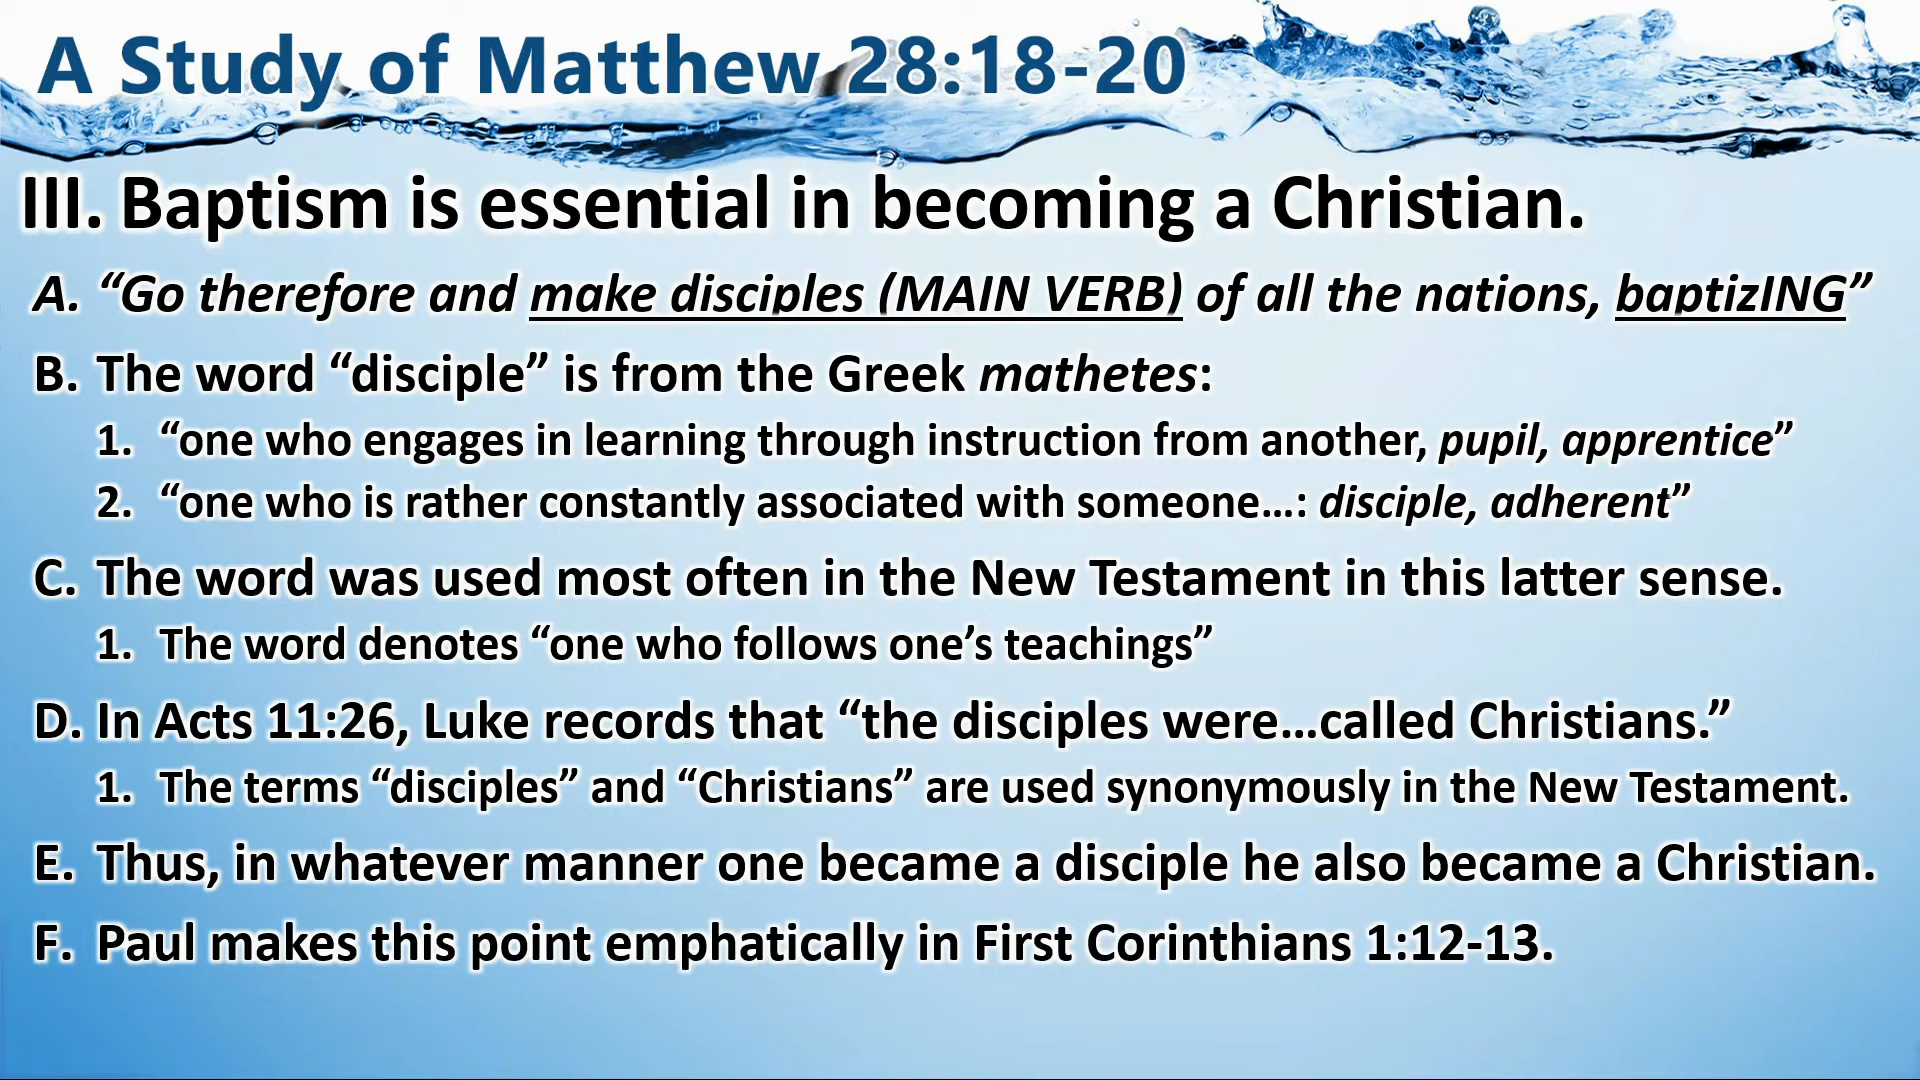 A Study of Matthew 28:18-20
III. Baptism is essential in becoming a Christian.
A. “Go therefore and make disciples (MAIN VERB) of all the nations, baptizING”
B. The word “disciple” is from the Greek mathetes:
1. “one who engages in learning through instruction from another, pupil, apprentice”
2. “one who is rather constantly associated with someone…: disciple, adherent”
C. The word was used most often in the New Testament in this latter sense.
1. The word denotes “one who follows one’s teachings”
D. In Acts 11:26, Luke records that “the disciples were…called Christians.”
1. The terms “disciples” and “Christians” are used synonymously in the New Testament.
E. Thus, in whatever manner one became a disciple he also became a Christian.
F. Paul makes this point emphatically in First Corinthians 1:12-13.